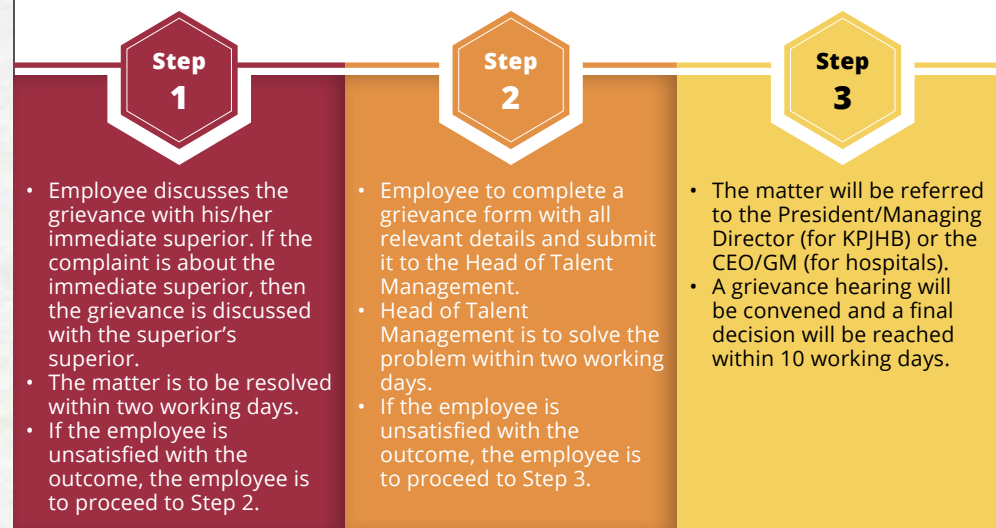 Step
1
• Employee discusses the
grievance with his/her
immediate superior. If the
complaint is about the
immediate superior, then
the grievance is discussed
with the superior’s
superior.
• The matter is to be resolved
within two working days.
• If the employee is
unsatisfied with the
outcome, the employee is
to proceed to Step 2.
Step
2
• Employee to complete a
grievance form with all
relevant details and submit
it to the Head of Talent
Management.
• Head of Talent
Management is to solve the
problem within two working
days.
• If the employee is
unsatisfied with the
outcome, the employee is
to proceed to Step 3.
Step
3
• The matter will be referred
to the President/Managing
Director (for KPJHB) or the
CEO/GM (for hospitals).
• A grievance hearing will
be convened and a final
decision will be reached
within 10 working days.